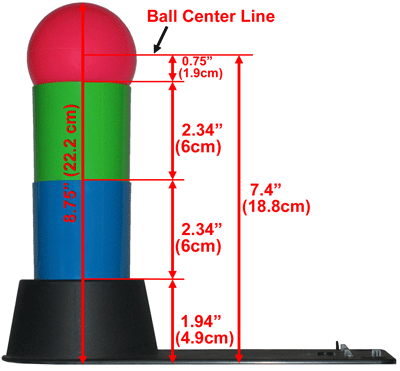 Ball Center Line
0.75”
(1.9cm)
2.34”
(6cm)
8.75” (22.2 cm)
7.4”
(18.8cm)
2.34”
(6cm)
1.94”
(4.9cm)